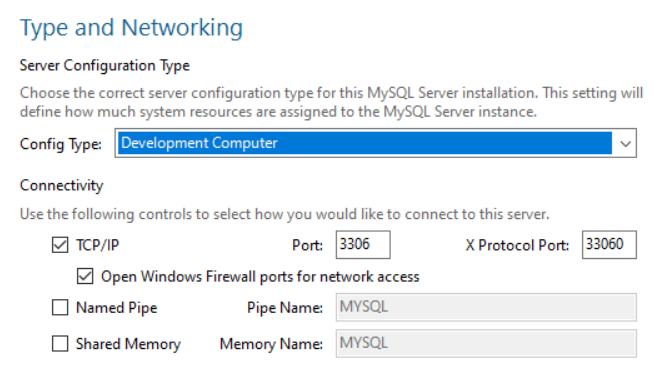 Type and Networking
Server Configuration Type
Choose the correct server configuration type for this MySQL Server installation. This setting will
define how much system resources are assigned to the MySQL Server instance.
Config Type: Development Computer
Connectivity
Use the following controls to select how you would like to connect to this server.
TCP/IP Port: 3306 X Protocol Port: 33060
Open Windows Firewall ports for network access
Named Pipe Pipe Name: MYSQL
Shared Memory Memory Name: MYSQL